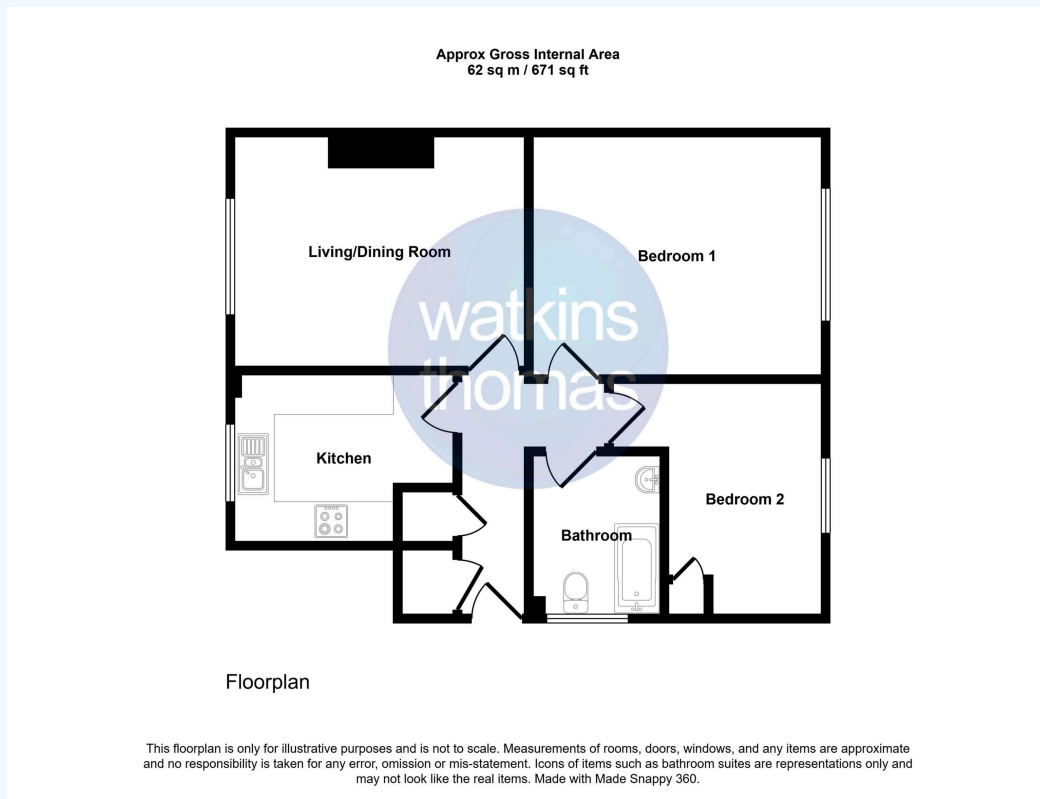 Approx Gross Internal Area
62 sq m / 671 sq ft
Living/Dining Room
Bedroom 1
watkins
thomas
Kitchen
Bedroom 2
Bathroom
Floorplan
This floorplan is only for illustrative purposes and is not to scale. Measurements of rooms, doors, windows, and any items are approximate
and no responsibility is taken for any error, omission or mis-statement. Icons of items such as bathroom suites are representations only and
may not look like the real items. Made with Made Snappy 360.